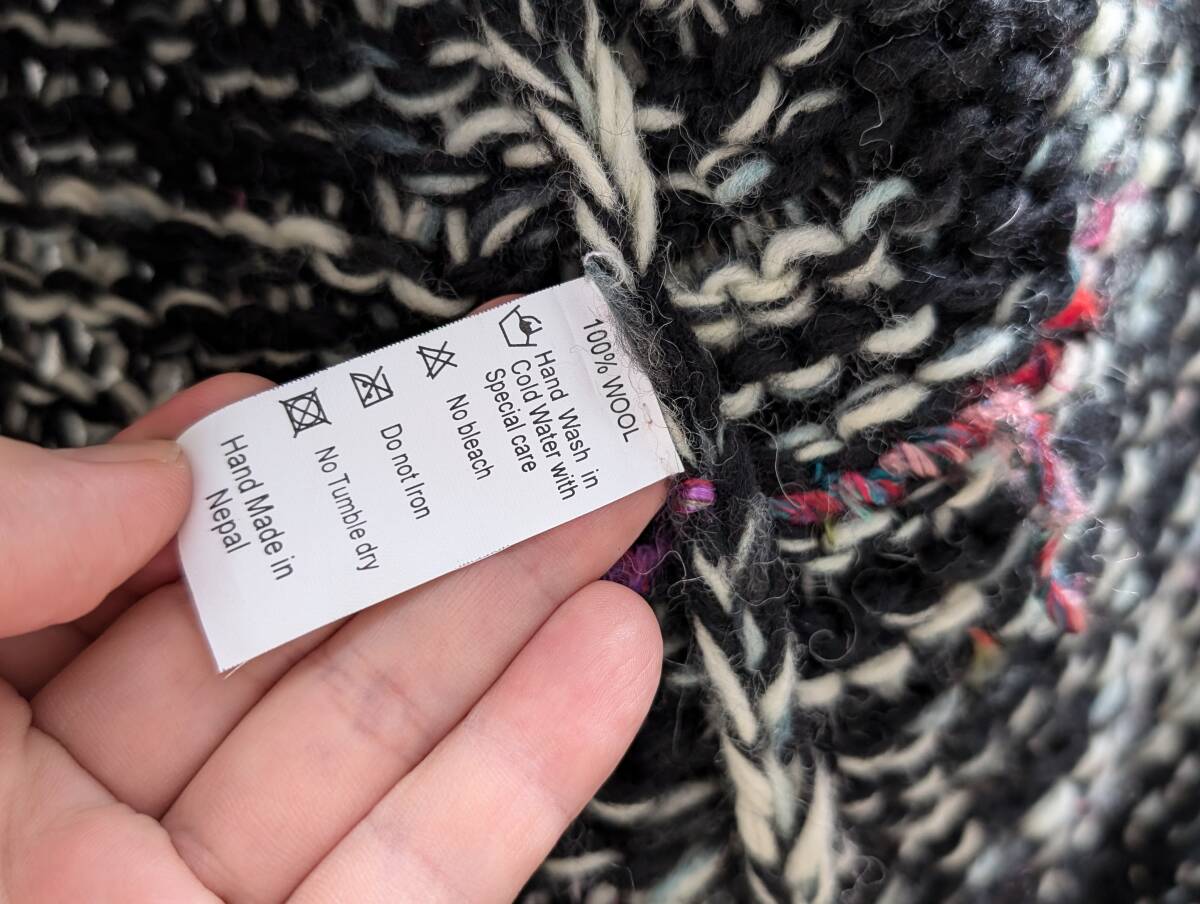 100% WOOL
Hand Wash in
Cold Water with
Special care
No bleach
Do not Iron
No Tumble dry
Hand Made in
Nepal